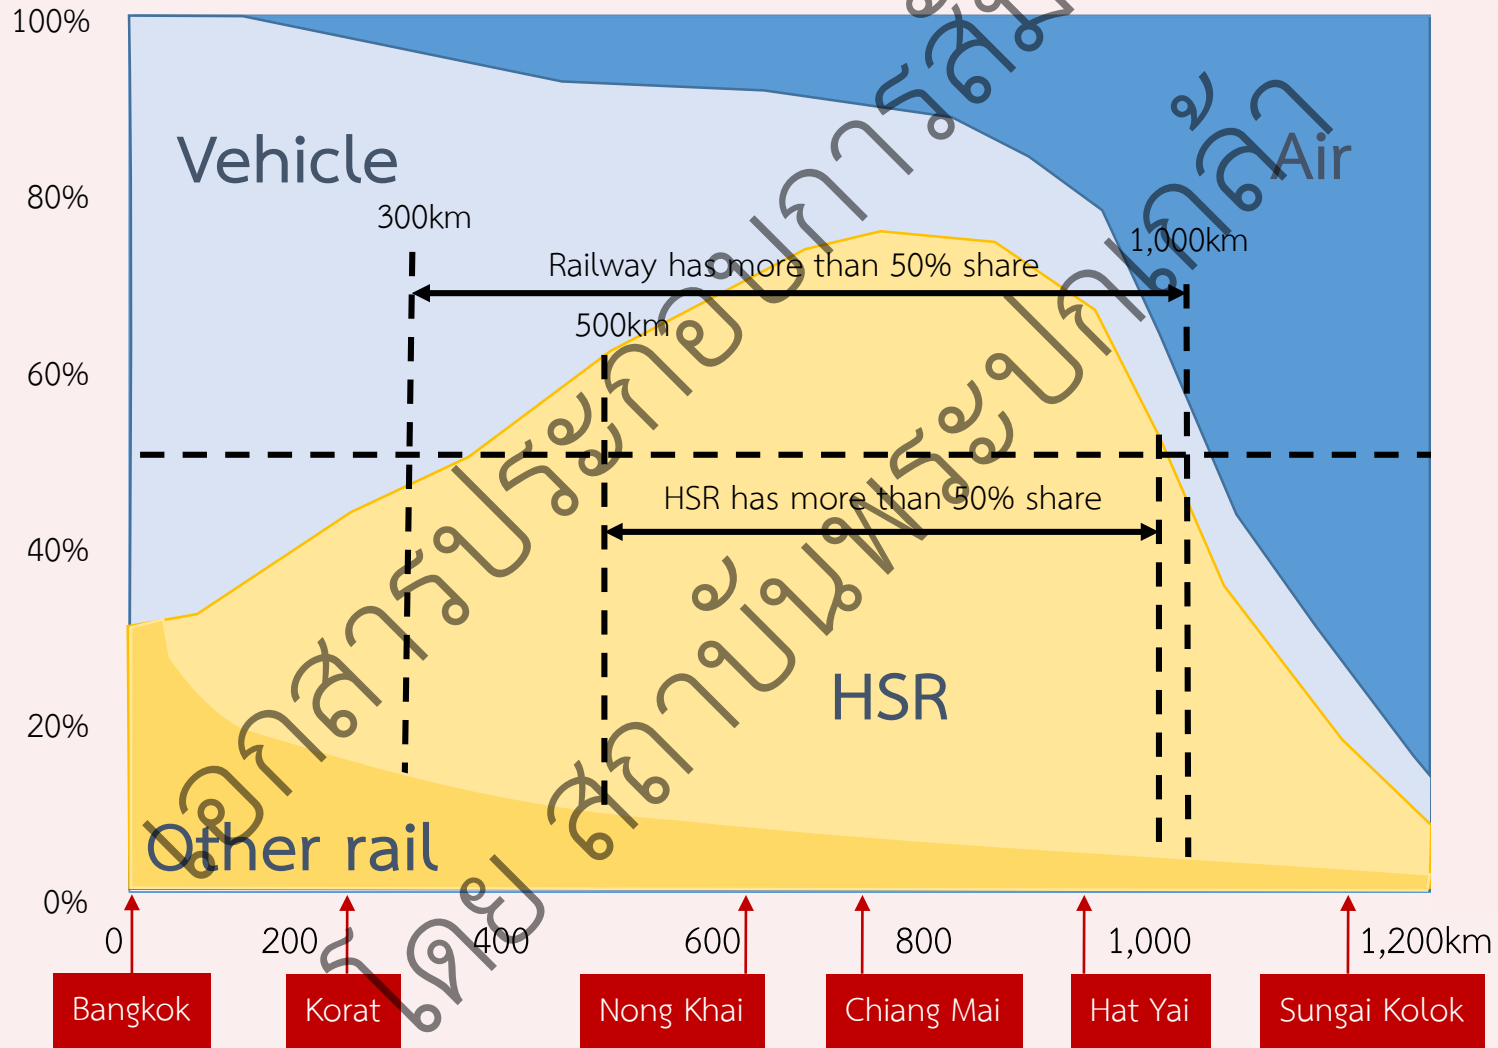 100%
80%
60%
40%
20%
0%
Vehicle
Air
300km
1,000km
Railway has more than 50% share
500km
HSR has more than 50% share
HSR
Other rail
0 200 400 600 800 1,000 1,200km
Bangkok Korat Nong Khai Chiang Mai Hat Yai Sungai Kolok
เอกสารประกอบการสัม
โดย สถาบันพระปกเกล้า